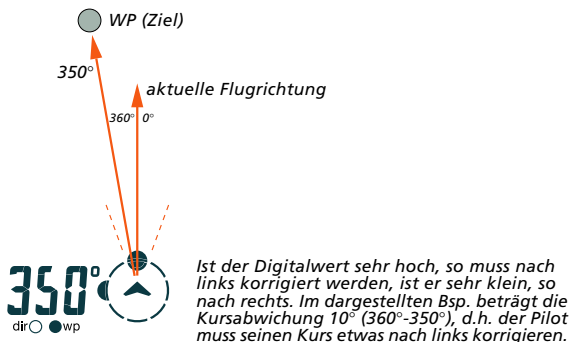 WP (Ziel)
350°
aktuelle Flugrichtung
360° 0°
350°
dir wp
Ist der Digitalwert sehr hoch, so muss nach
links korrigiert werden, ist er sehr klein, so
nach rechts. Im dargestellten Bsp. beträgt die
Kursabwichung 10° (360°-350°), d.h. der Pilot
muss seinen Kurs etwas nach links korrigieren.